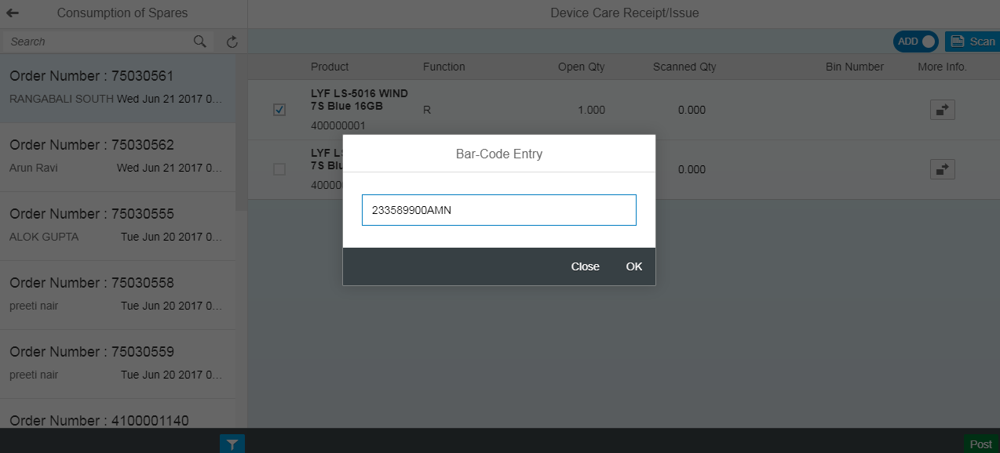 Consumption of Spares
Device Care Receipt/Issue
Search
ADD
Scan
Order Number : 75030561
RANGABALI SOUTH Wed Jun 21 2017 0...
Order Number : 75030562
Arun Ravi Wed Jun 21 2017 0...
Order Number : 75030555
ALOK GUPTA Tue Jun 20 2017 0...
Order Number : 75030558
preeti nair Tue Jun 20 2017 0...
Order Number : 75030559
preeti nair Tue Jun 20 2017 0...
Order Number : 4100001140
Product Function Open Qty Scanned Qty Bin Number More Info.
LYF LS-5016 WIND
7S Blue 16GB
R 1.000 0.000
400000001
LYF LS
7S Blu
0.000
40000
Bar-Code Entry
233589900AMN
Close OK
Post